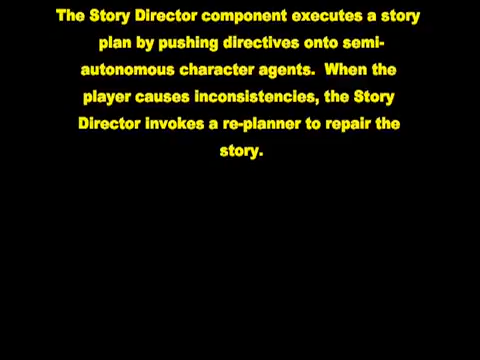 The Story Director component executes a story
plan by pushing directives onto semi-
autonomous character agents.  When the
player causes inconsistencies, the Story
Director invokes a re-planner to repair the
story.